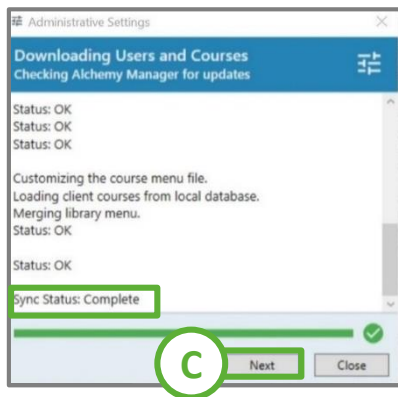 Administrative Settings
Downloading Users and Courses
Checking Alchemy Manager for updates
Status: OK
Status: OK
Status: OK
Customizing the course menu file.
Loading client courses from local database.
Merging library menu.
Status: OK
Status: OK
Sync Status: Complete
C
Next
Close